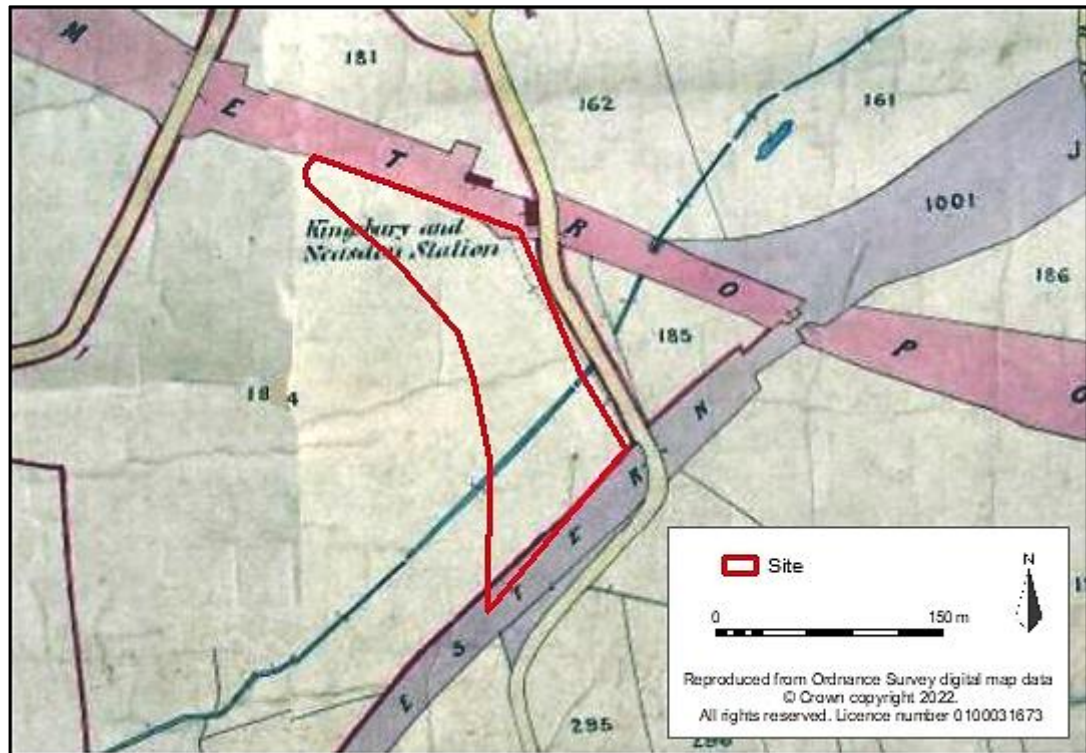 M
E
T
R
O
P
O
181
162
161
1001
J
186
185
184
Kingsbury and
Neasden Station
N
R
E
T
S
E
295
296
Site
N
0
150 m
Reproduced from Ordnance Survey digital map data
© Crown copyright 2022.
All rights reserved. Licence number 0100031673